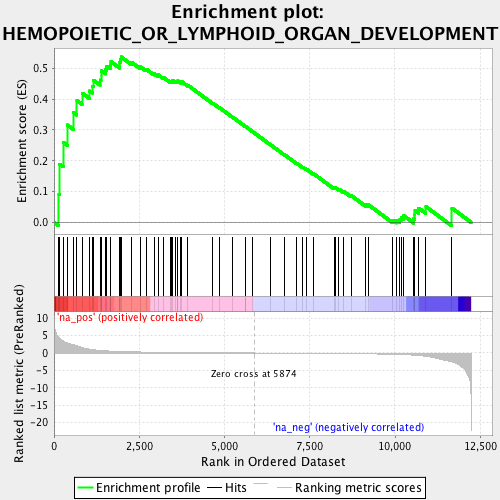 Enrichment plot:
HEMOPOIETIC_OR_LYMPHOID_ORGAN_DEVELOPMENT
Enrichment score (ES)
0.5
0.4
0.3
0.2
0.1
0.0
'na_pos' (positively correlated)
Ranked list metric (PreRanked)
10
5
0
-5
-10
-15
-20
Zero cross at 5874
'na_neg' (negatively correlated)
0
2,500
5,000
7,500
10,000
12,500
Rank in Ordered Dataset
Enrichment profile
Hits
Ranking metric scores